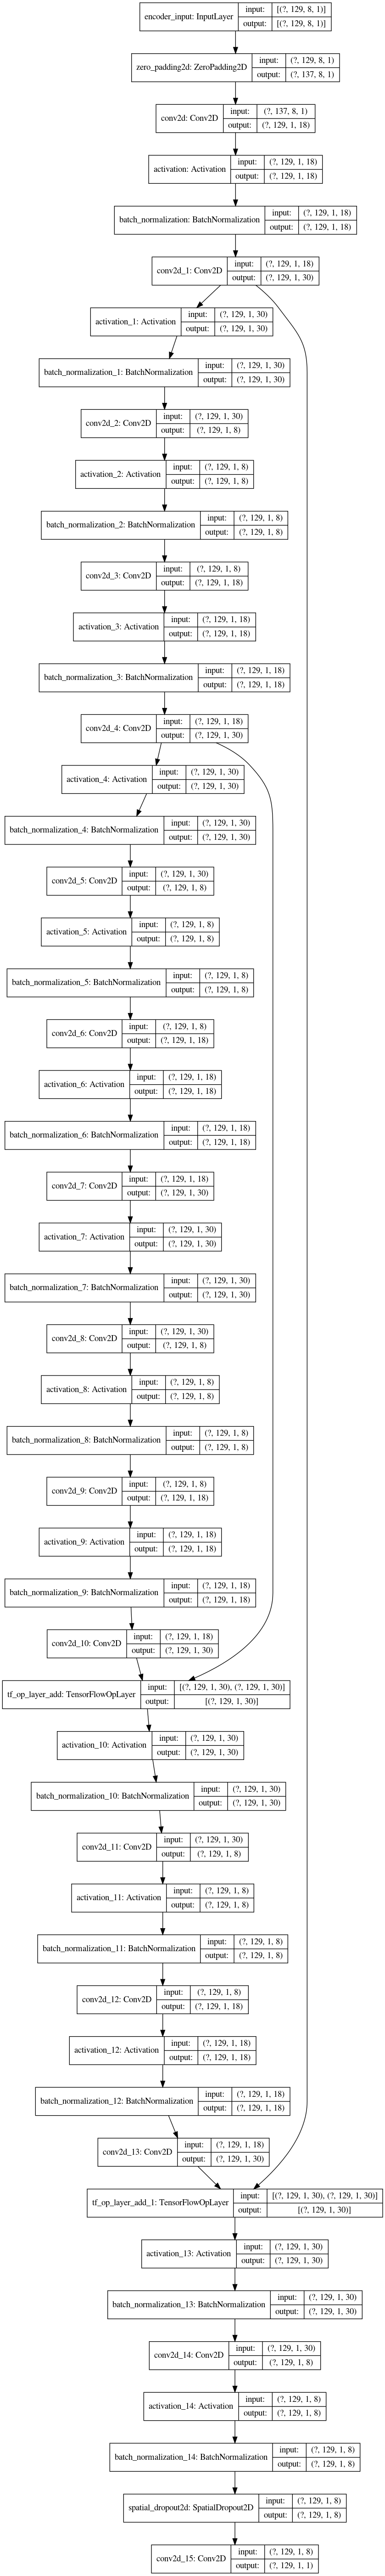 encoder_input: InputLayer input: [(?, 129, 8, 1)]
output: [(?, 129, 8, 1)]
zero_padding2d: ZeroPadding2D input: (?, 129, 8, 1)
output: (?, 137, 8, 1)
conv2d: Conv2D input: (?, 137, 8, 1)
output: (?, 129, 1, 18)
activation: Activation input: (?, 129, 1, 18)
output: (?, 129, 1, 18)
batch_normalization: BatchNormalization input: (?, 129, 1, 18)
output: (?, 129, 1, 18)
conv2d_1: Conv2D input: (?, 129, 1, 18)
output: (?, 129, 1, 30)
activation_1: Activation input: (?, 129, 1, 30)
output: (?, 129, 1, 30)
batch_normalization_1: BatchNormalization input: (?, 129, 1, 30)
output: (?, 129, 1, 30)
conv2d_2: Conv2D input: (?, 129, 1, 30)
output: (?, 129, 1, 8)
activation_2: Activation input: (?, 129, 1, 8)
output: (?, 129, 1, 8)
batch_normalization_2: BatchNormalization input: (?, 129, 1, 8)
output: (?, 129, 1, 8)
conv2d_3: Conv2D input: (?, 129, 1, 8)
output: (?, 129, 1, 18)
activation_3: Activation input: (?, 129, 1, 18)
output: (?, 129, 1, 18)
batch_normalization_3: BatchNormalization input: (?, 129, 1, 18)
output: (?, 129, 1, 18)
conv2d_4: Conv2D input: (?, 129, 1, 18)
output: (?, 129, 1, 30)
activation_4: Activation input: (?, 129, 1, 30)
output: (?, 129, 1, 30)
batch_normalization_4: BatchNormalization input: (?, 129, 1, 30)
output: (?, 129, 1, 30)
conv2d_5: Conv2D input: (?, 129, 1, 30)
output: (?, 129, 1, 8)
activation_5: Activation input: (?, 129, 1, 8)
output: (?, 129, 1, 8)
batch_normalization_5: BatchNormalization input: (?, 129, 1, 8)
output: (?, 129, 1, 8)
conv2d_6: Conv2D input: (?, 129, 1, 8)
output: (?, 129, 1, 18)
activation_6: Activation input: (?, 129, 1, 18)
output: (?, 129, 1, 18)
batch_normalization_6: BatchNormalization input: (?, 129, 1, 18)
output: (?, 129, 1, 18)
conv2d_7: Conv2D input: (?, 129, 1, 18)
output: (?, 129, 1, 30)
activation_7: Activation input: (?, 129, 1, 30)
output: (?, 129, 1, 30)
batch_normalization_7: BatchNormalization input: (?, 129, 1, 30)
output: (?, 129, 1, 30)
conv2d_8: Conv2D input: (?, 129, 1, 30)
output: (?, 129, 1, 8)
activation_8: Activation input: (?, 129, 1, 8)
output: (?, 129, 1, 8)
batch_normalization_8: BatchNormalization input: (?, 129, 1, 8)
output: (?, 129, 1, 8)
conv2d_9: Conv2D input: (?, 129, 1, 8)
output: (?, 129, 1, 18)
activation_9: Activation input: (?, 129, 1, 18)
output: (?, 129, 1, 18)
batch_normalization_9: BatchNormalization input: (?, 129, 1, 18)
output: (?, 129, 1, 18)
conv2d_10: Conv2D input: (?, 129, 1, 18)
output: (?, 129, 1, 30)
tf_op_layer_add: TensorFlowOpLayer input: [(?, 129, 1, 30), (?, 129, 1, 30)]
output: [(?, 129, 1, 30)]
activation_10: Activation input: (?, 129, 1, 30)
output: (?, 129, 1, 30)
batch_normalization_10: BatchNormalization input: (?, 129, 1, 30)
output: (?, 129, 1, 30)
conv2d_11: Conv2D input: (?, 129, 1, 30)
output: (?, 129, 1, 8)
activation_11: Activation input: (?, 129, 1, 8)
output: (?, 129, 1, 8)
batch_normalization_11: BatchNormalization input: (?, 129, 1, 8)
output: (?, 129, 1, 8)
conv2d_12: Conv2D input: (?, 129, 1, 8)
output: (?, 129, 1, 18)
activation_12: Activation input: (?, 129, 1, 18)
output: (?, 129, 1, 18)
batch_normalization_12: BatchNormalization input: (?, 129, 1, 18)
output: (?, 129, 1, 18)
conv2d_13: Conv2D input: (?, 129, 1, 18)
output: (?, 129, 1, 30)
tf_op_layer_add_1: TensorFlowOpLayer input: [(?, 129, 1, 30), (?, 129, 1, 30)]
output: [(?, 129, 1, 30)]
activation_13: Activation input: (?, 129, 1, 30)
output: (?, 129, 1, 30)
batch_normalization_13: BatchNormalization input: (?, 129, 1, 30)
output: (?, 129, 1, 30)
conv2d_14: Conv2D input: (?, 129, 1, 30)
output: (?, 129, 1, 8)
activation_14: Activation input: (?, 129, 1, 8)
output: (?, 129, 1, 8)
batch_normalization_14: BatchNormalization input: (?, 129, 1, 8)
output: (?, 129, 1, 8)
spatial_dropout2d: SpatialDropout2D input: (?, 129, 1, 8)
output: (?, 129, 1, 8)
conv2d_15: Conv2D input: (?, 129, 1, 8)
output: (?, 129, 1, 1)